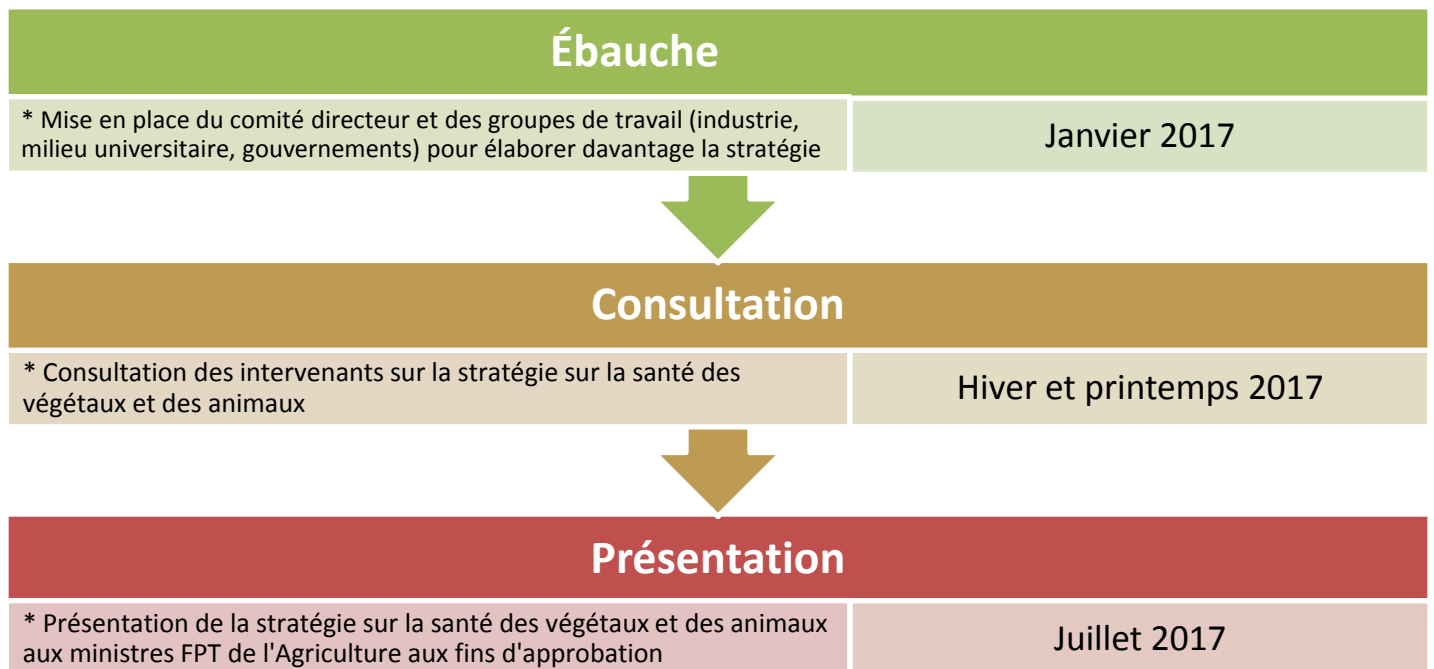 Ébauche
* Mise en place du comité directeur et des groupes de travail (industrie,
milieu universitaire, gouvernements) pour élaborer davantage la stratégie
Janvier 2017
Consultation
* Consultation des intervenants sur la stratégie sur la santé des
végétaux et des animaux
Hiver et printemps 2017
Présentation
* Présentation de la stratégie sur la santé des végétaux et des animaux
aux ministres FPT de l'Agriculture aux fins d'approbation
Juillet 2017